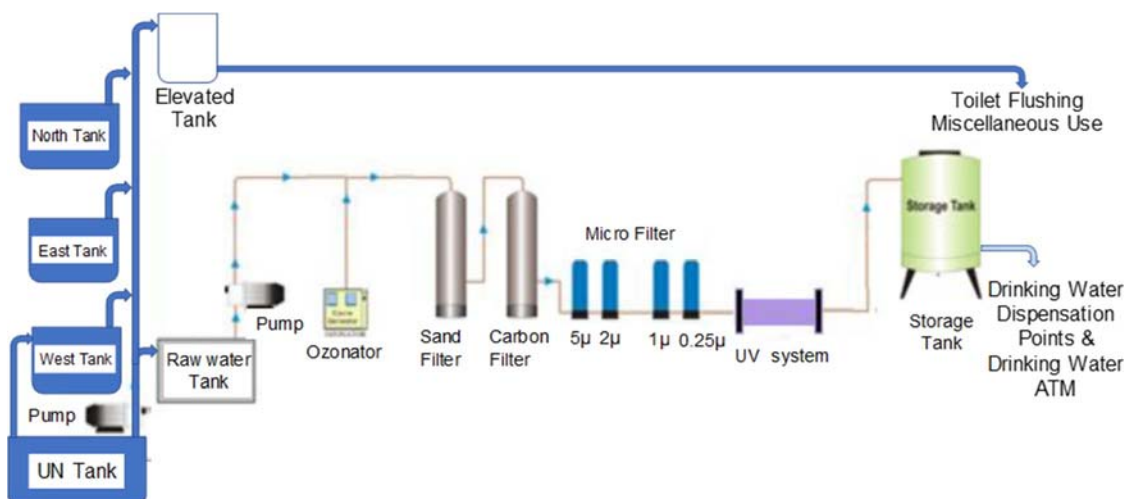 Elevated
Tank
North Tank
East Tank
West Tank
Pump
UN Tank
Raw water
Tank
Pump
Ozonator
Sand
Filter
Carbon
Filter
Micro Filter
5µ 2µ 1µ 0.25µ
UV system
Storage Tank
Storage
Tank
Toilet Flushing
Miscellaneous Use
Drinking Water
Dispensation
Points &
Drinking Water
ATM